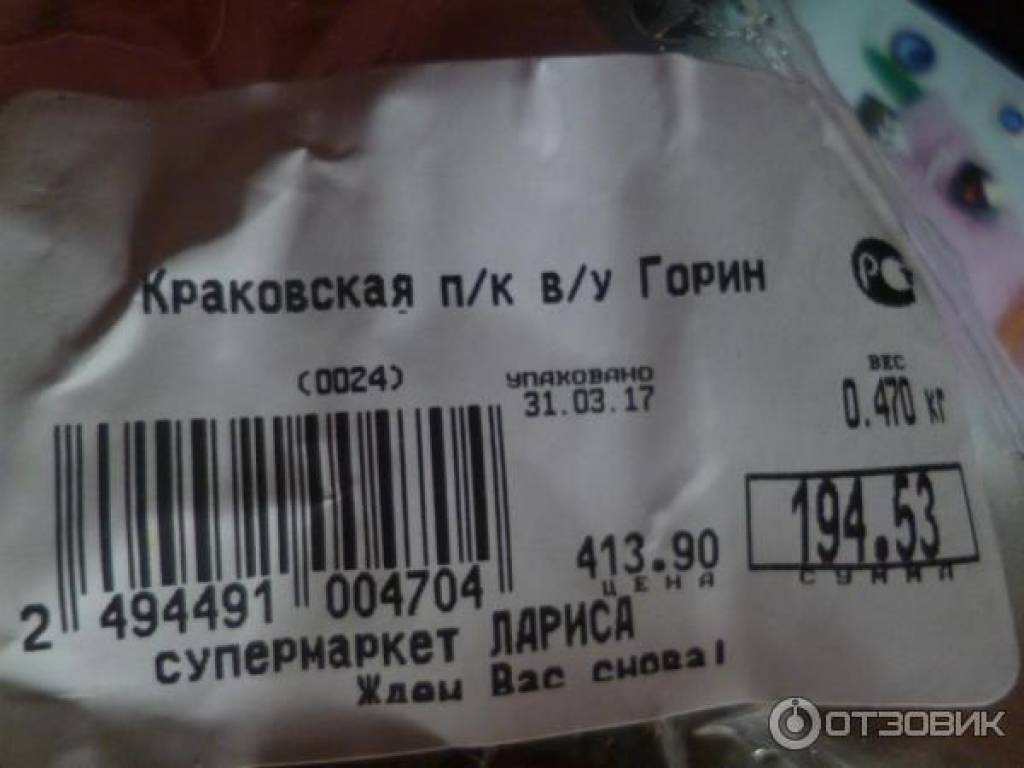 Краковская п/к в/у Горин
РС
(0024)
УПАКОВАНО
31.03.17
ВЕС
0.470 кг
194.53
СУММА
413.90
ЦЕНА
2 494491 004704
супермаркет ЛАРИСА
Ждем Вас снова!
ОТЗОВИК